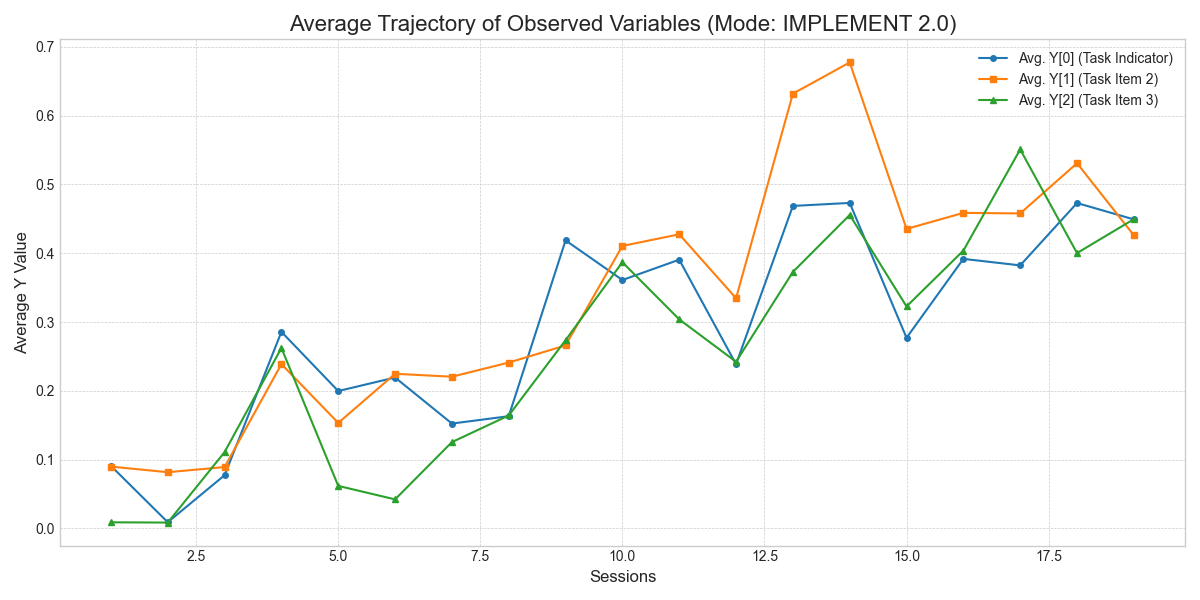 Average Trajectory of Observed Variables (Mode: IMPLEMENT 2.0)
Avg. Y[0] (Task Indicator)
Avg. Y[1] (Task Item 2)
Avg. Y[2] (Task Item 3)
Average Y Value
0.7
0.6
0.5
0.4
0.3
0.2
0.1
0.0
2.5
5.0
7.5
10.0
12.5
15.0
17.5
Sessions